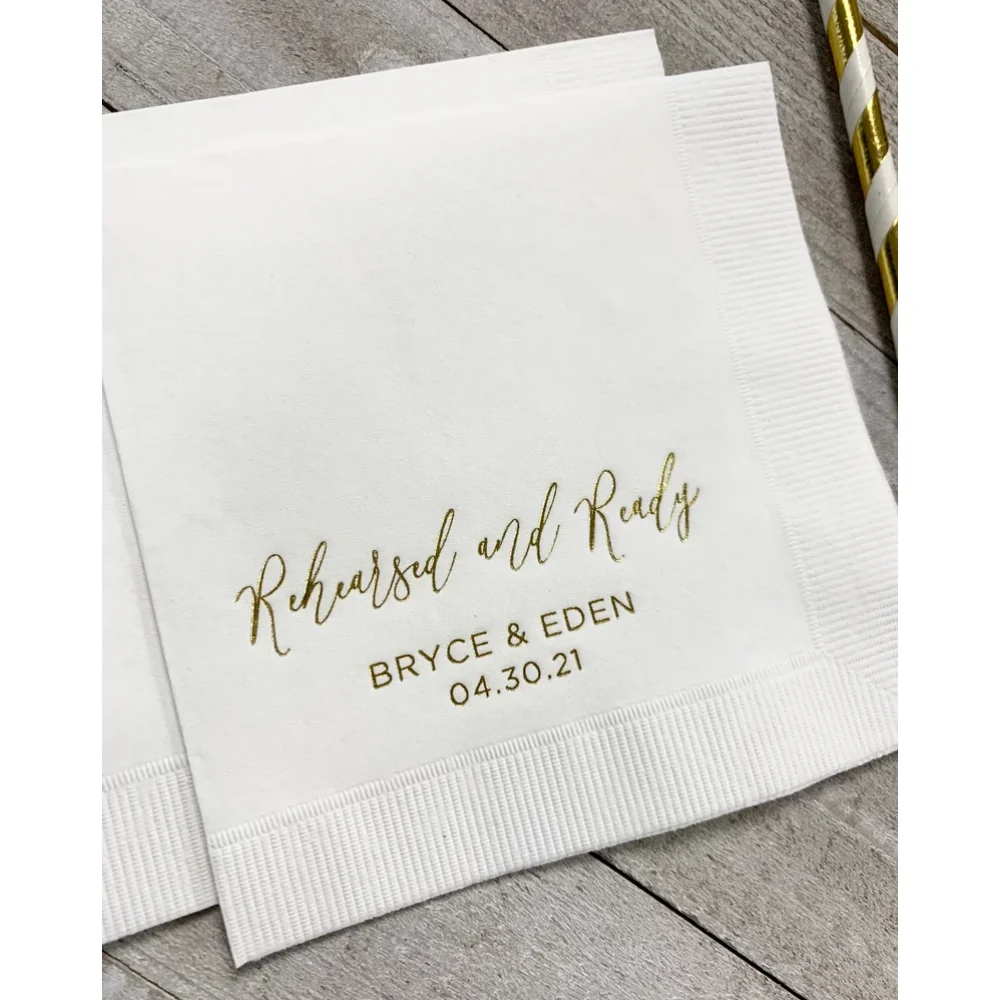 Rehearsed and Ready
BRYCE & EDEN
04.30.21